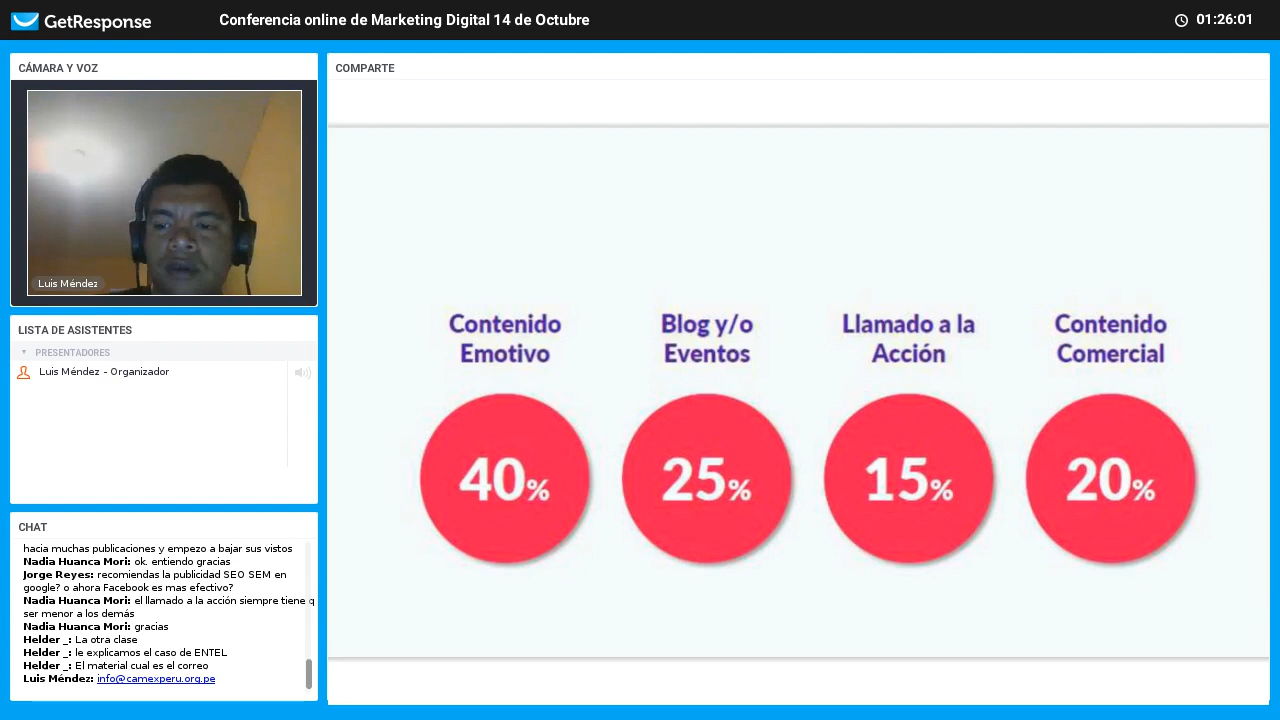 GetResponse
Conferencia online de Marketing Digital 14 de Octubre
01:26:01
CÁMARA Y VOZ
Luis Méndez
LISTA DE ASISTENTES
PRESENTADORES
Luis Méndez - Organizador
CHAT
hacia muchas publicaciones y empezo a bajar sus vistos
Nadia Huanca Mori: ok. entiendo gracias
Jorge Reyes: recomiendas la publicidad SEO SEM en
google? o ahora Facebook es mas efectivo?
Nadia Huanca Mori: el llamado a la acción siempre tiene q
ser menor a los demás
Nadia Huanca Mori: gracias
Helder _: La otra clase
Helder _: le explicamos el caso de ENTEL
Helder _: El material cual es el correo
Luis Méndez: info@camexperu.org.pe
COMPARTE
Contenido
Emotivo
40%
Blog y/o
Eventos
25%
Llamado a la
Acción
15%
Contenido
Comercial
20%